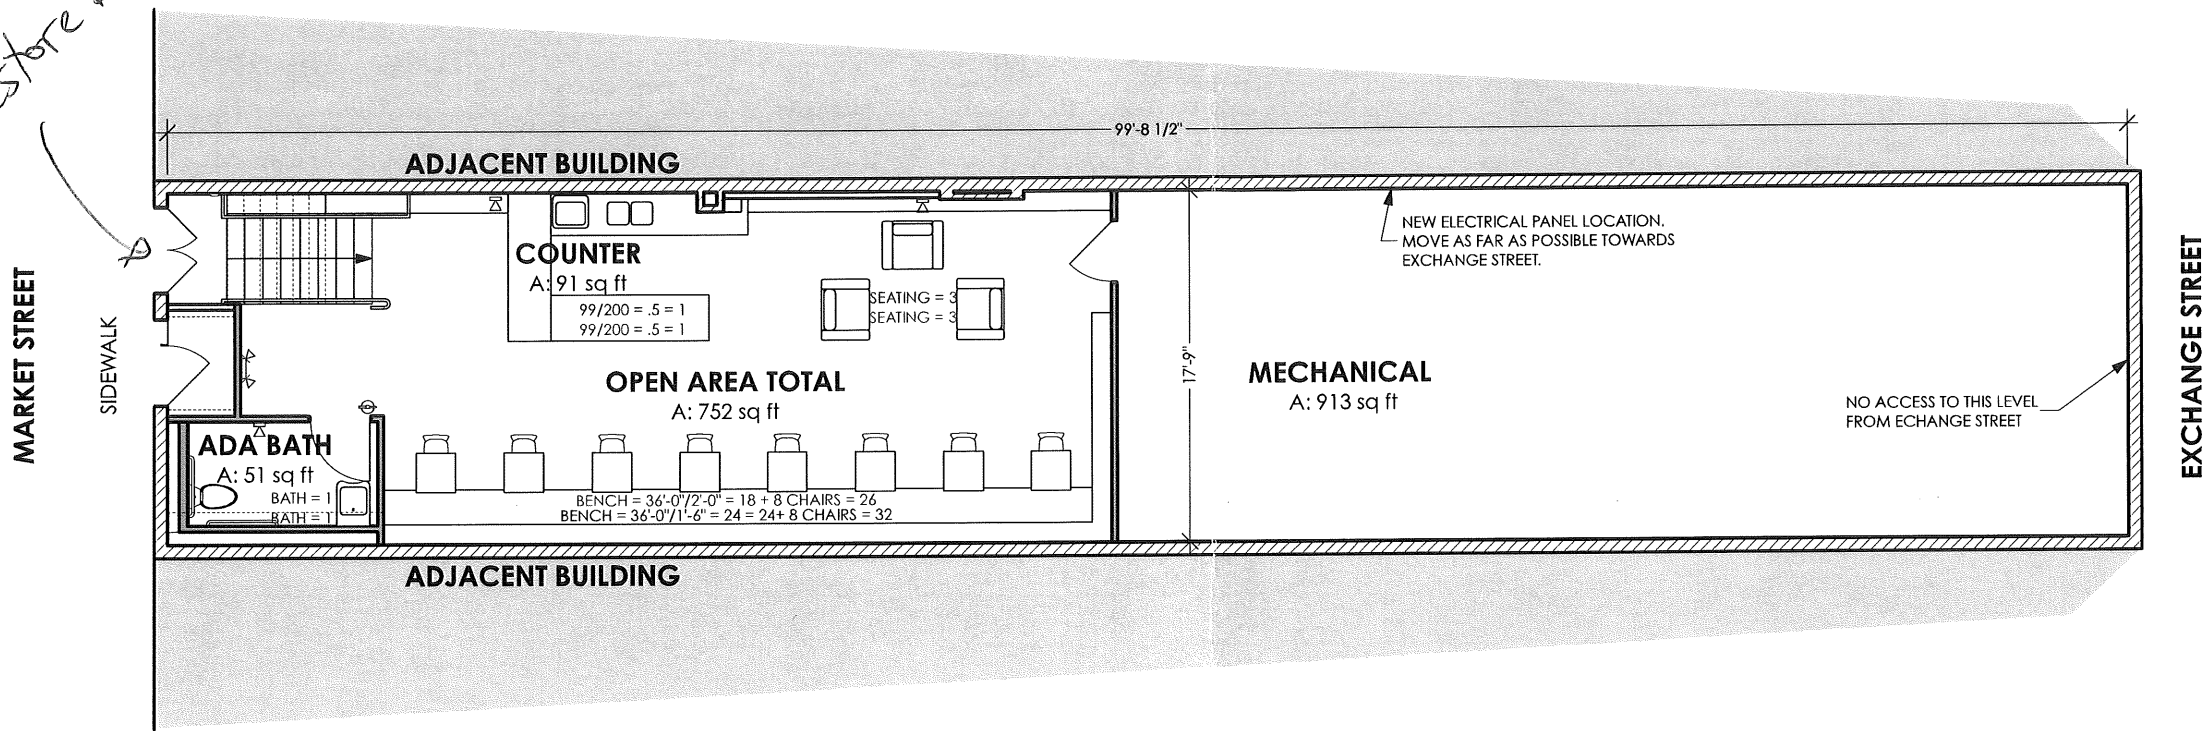 store
99'-8 1/2"
ADJACENT BUILDING
NEW ELECTRICAL PANEL LOCATION.
MOVE AS FAR AS POSSIBLE TOWARDS
EXCHANGE STREET.
COUNTER
A: 91 sq ft
99/200 = .5 = 1
99/200 = .5 = 1
SEATING = 3
SEATING = 3
MARKET STREET
SIDEWALK
OPEN AREA TOTAL
A: 752 sq ft
17'-9"
MECHANICAL
A: 913 sq ft
NO ACCESS TO THIS LEVEL
FROM ECHANGE STREET
EXCHANGE STREET
ADA BATH
A: 51 sq ft
BATH = 1
BATH = 1
BENCH = 36'-0"/2'-0" = 18 + 8 CHAIRS = 26
BENCH = 36'-0"/1'-6" = 24 = 24+ 8 CHAIRS = 32
ADJACENT BUILDING